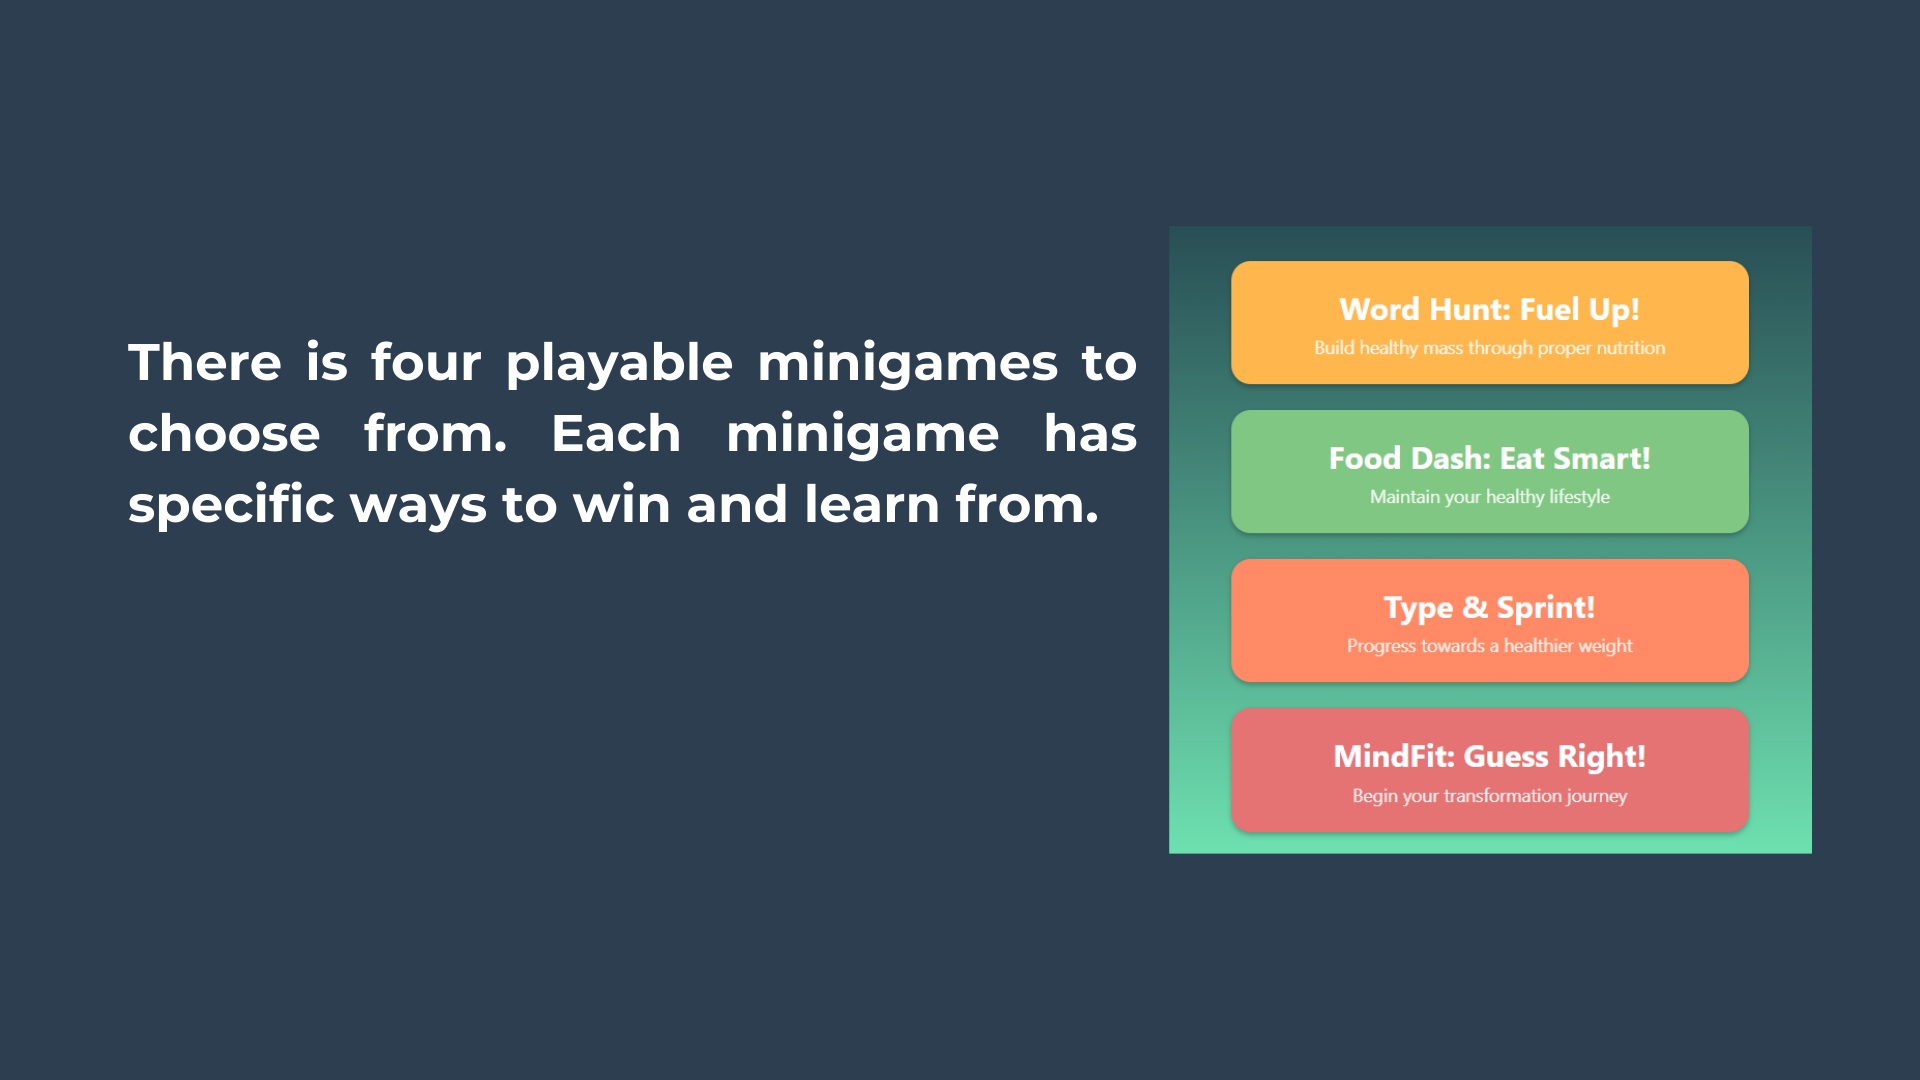 There is four playable minigames to
choose from. Each minigame has
specific ways to win and learn from.
Word Hunt: Fuel Up!
Build healthy mass through proper nutrition
Food Dash: Eat Smart!
Maintain your healthy lifestyle
Type & Sprint!
Progress towards a healthier weight
MindFit: Guess Right!
Begin your transformation journey